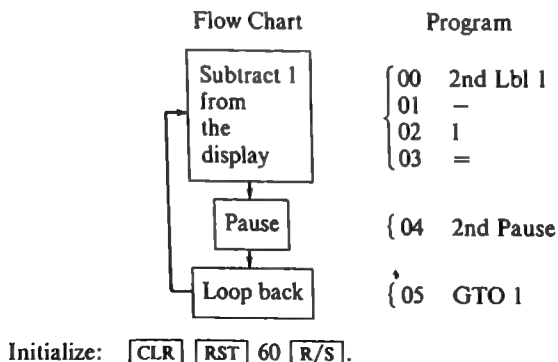 Flow Chart Program
Subtract 1 00 2nd Lbl 1
from 01 −
the 02 1
display 03 =
Pause 04 2nd Pause
Loop back 05 GTO 1
Initialize: CLR RST 60 R/S.